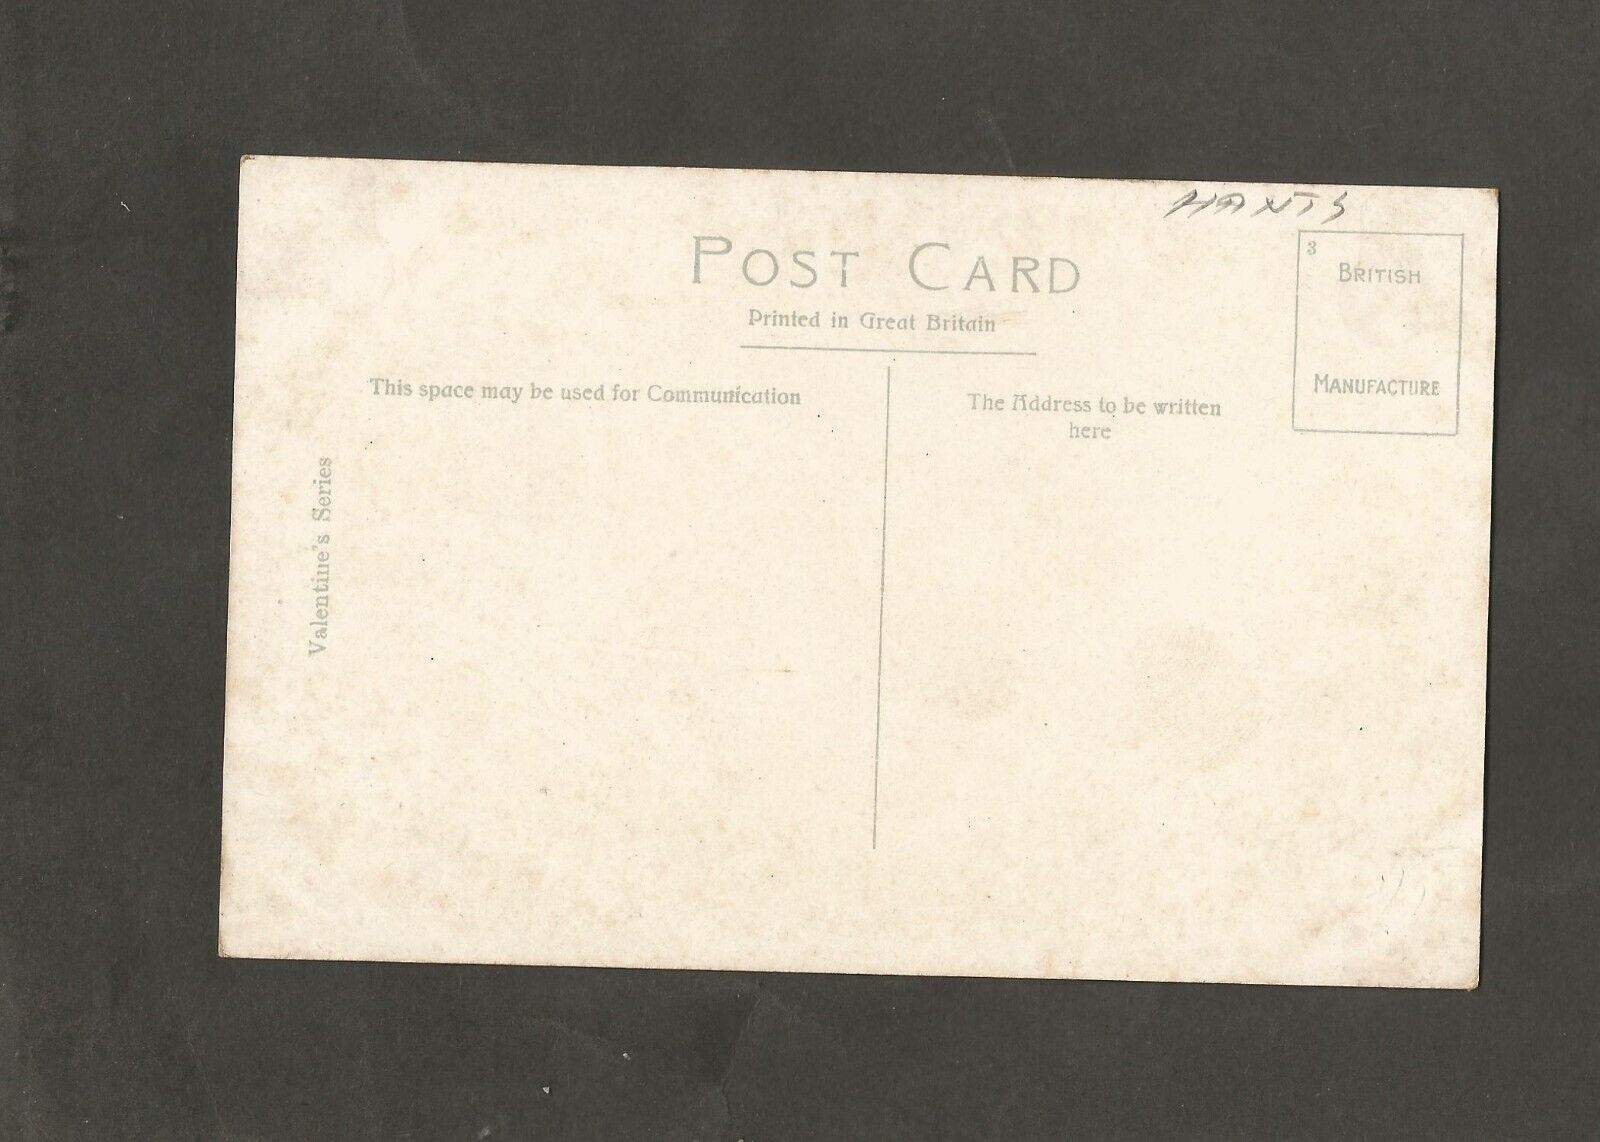 HANTS
POST CARD
Printed in Great Britain
3
BRITISH
MANUFACTURE
This space may be used for Communication
The Address to be written
here
Valentine's Series